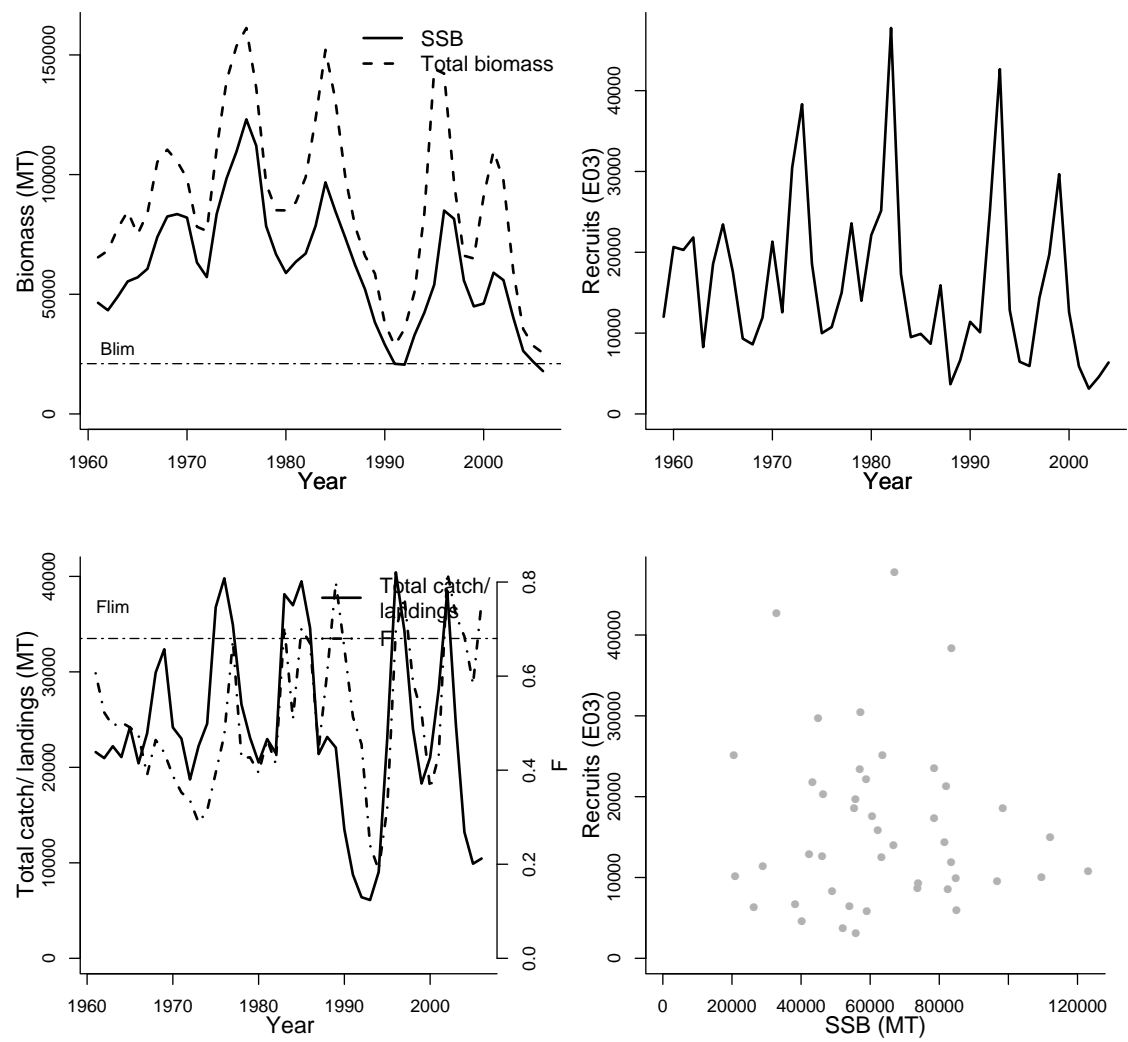 SSB
Total biomass
Biomass (MT)
0
50000
100000
150000
Blim
1960
1970
1980
1990
2000
Year
Recruits (E03)
0
10000
20000
30000
40000
1960
1970
1980
1990
2000
Year
Total catch/
landings
F
Flim
Total catch/ landings (MT)
0
10000
20000
30000
40000
F
0.0
0.2
0.4
0.6
0.8
1960
1970
1980
1990
2000
Year
Recruits (E03)
0
10000
20000
30000
40000
0
20000
40000
60000
80000
120000
SSB (MT)